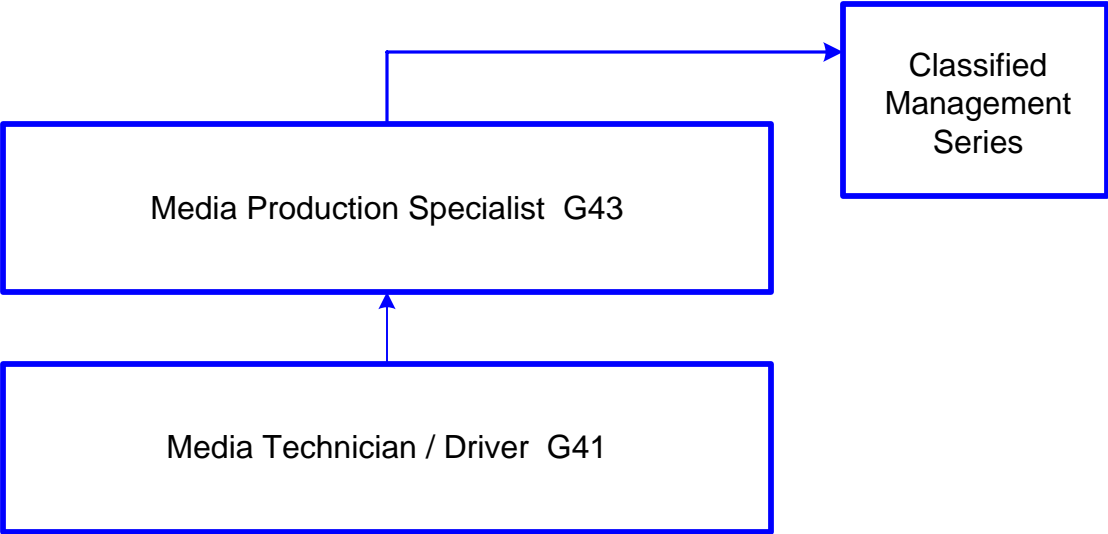 Classified
Management
Series
Media Production Specialist  G43
Media Technician / Driver  G41